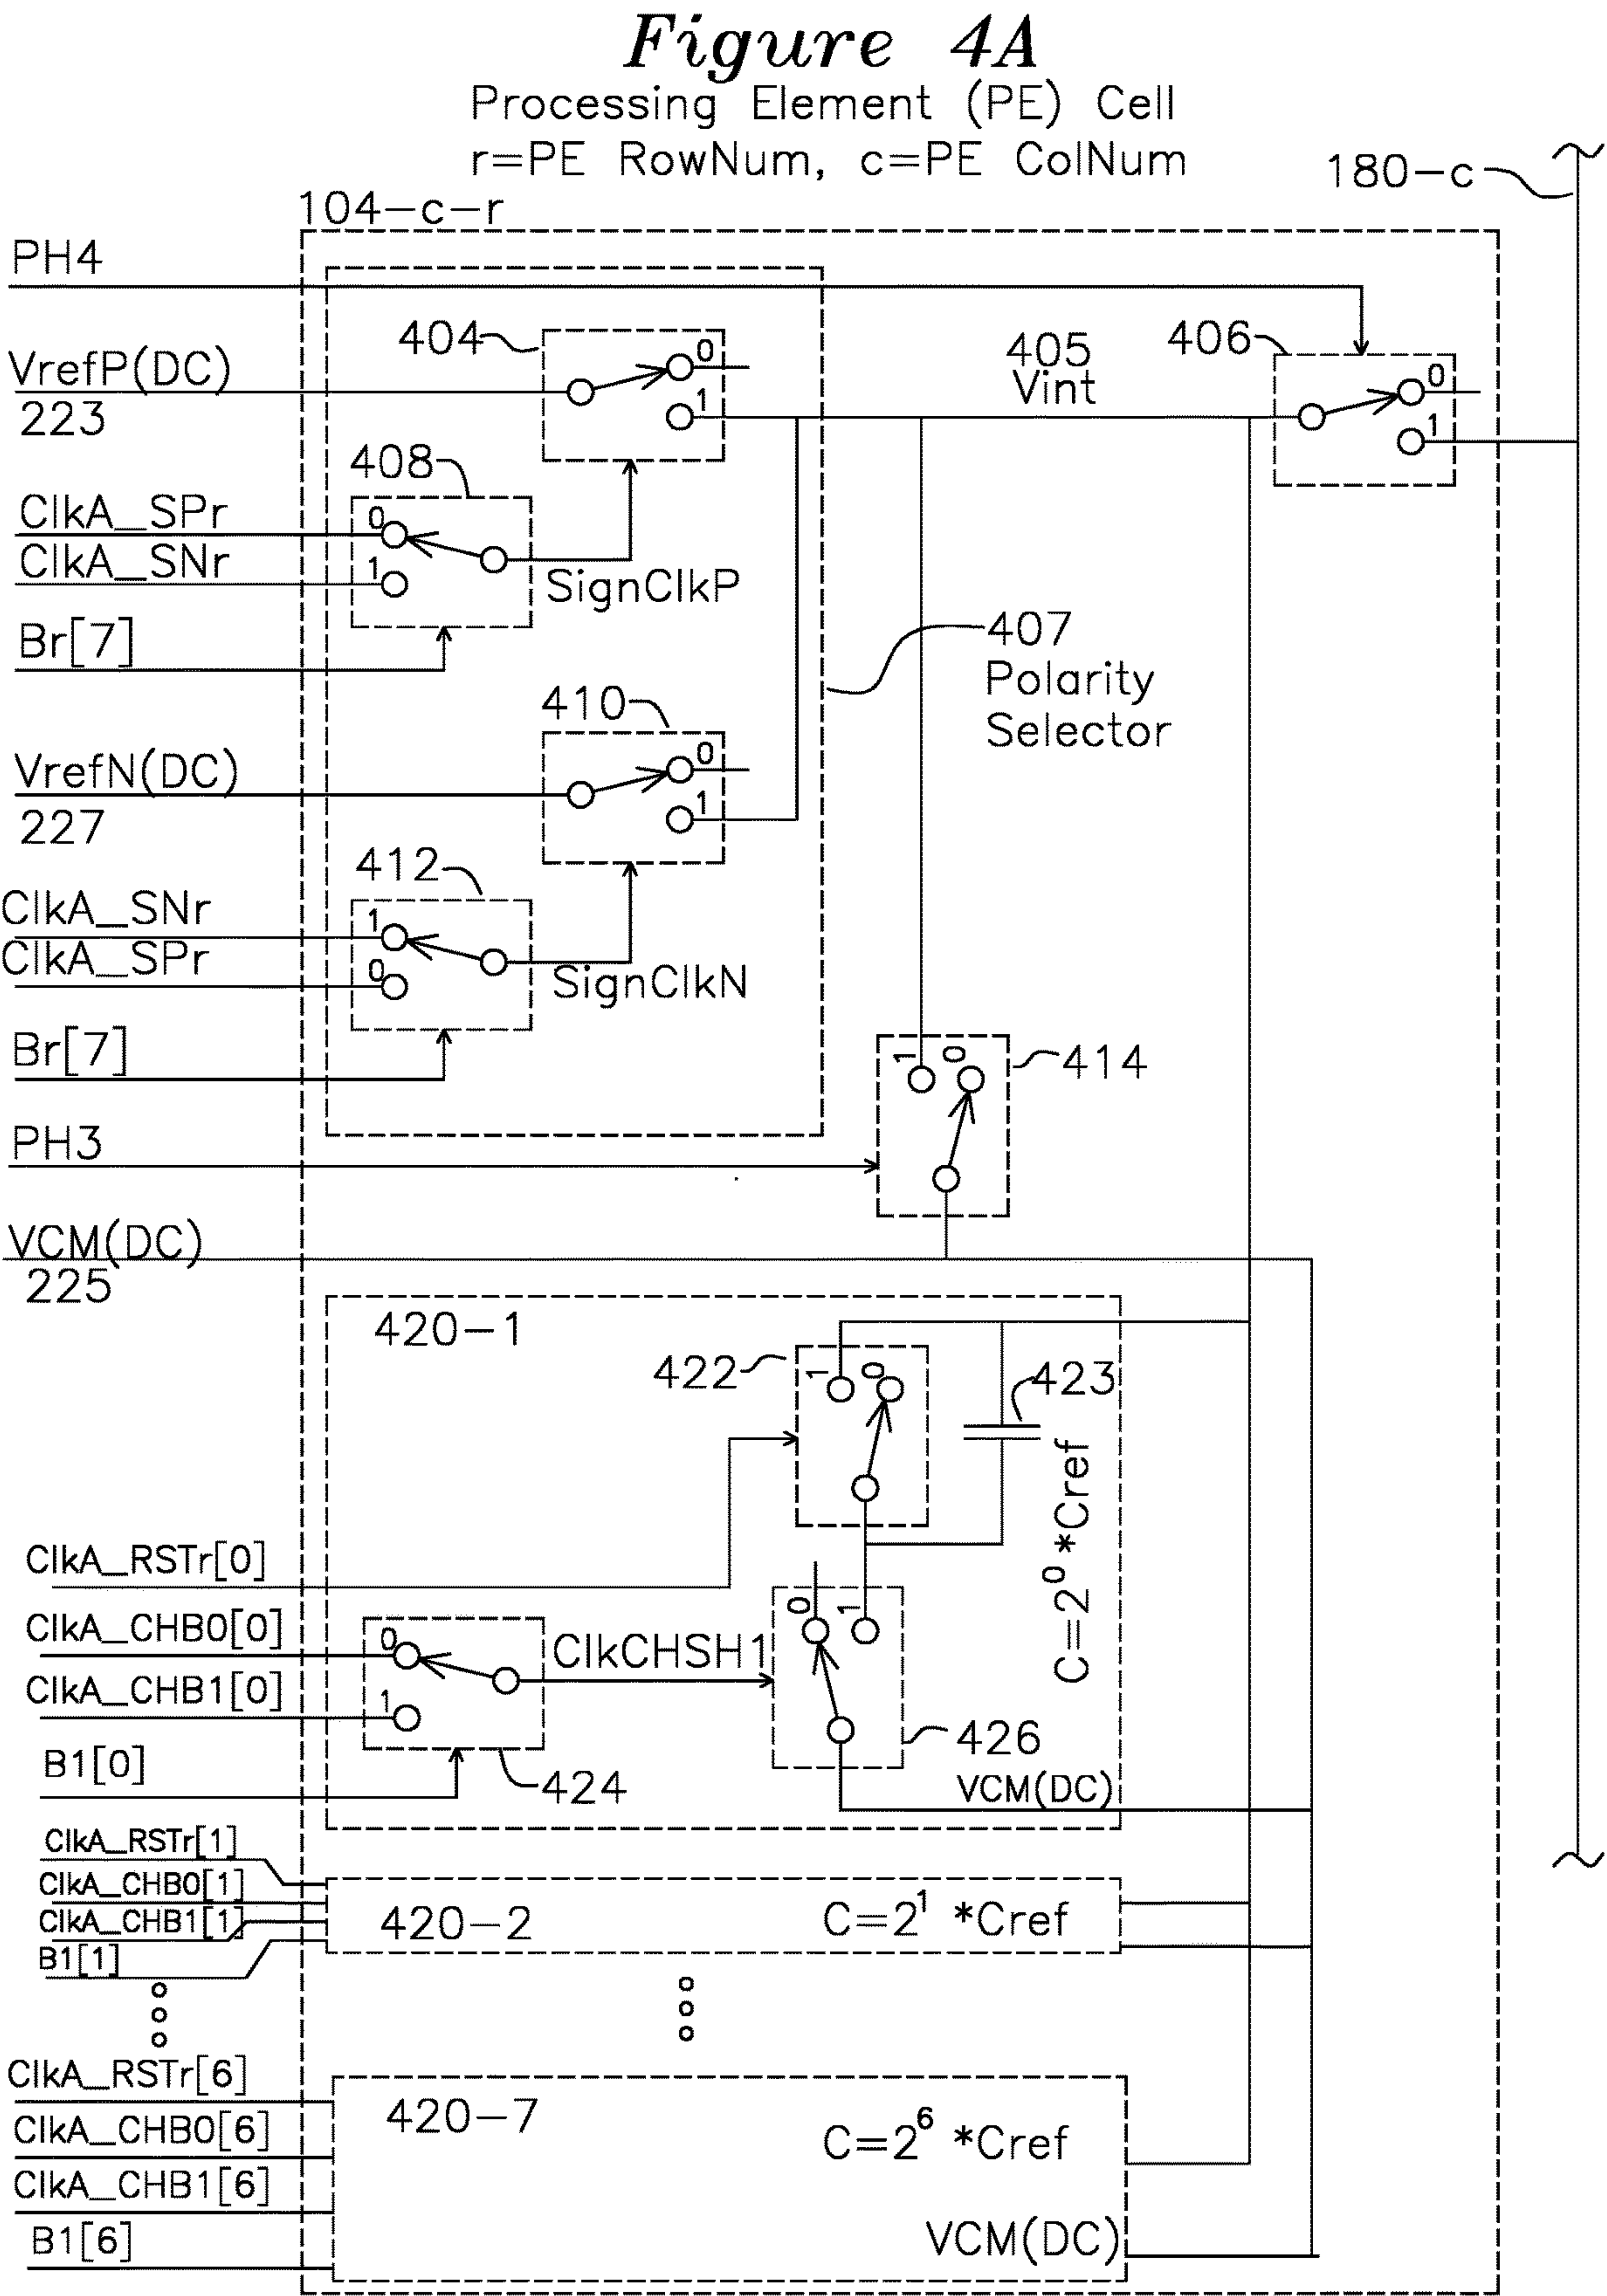 Figure 4A
Processing Element (PE) Cell
r=PE RowNum, c=PE ColNum
180-c
104-c-r
PH4
404
0
405
Vint
406
0
VrefP(DC)
223
1
1
408
ClkA_SPr
0
ClkA_SNr
1
SignClkP
Br[7]
407
Polarity
Selector
410
0
VrefN(DC)
227
1
412
ClkA_SNr
1
ClkA_SPr
0
SignClkN
Br[7]
1
0
414
PH3
VCM(DC)
225
420-1
422
1
0
423
C=2^0 *Cref
ClkA_RSTr[0]
ClkA_CHB0[0]
0
ClkCHSH1
0
1
ClkA_CHB1[0]
1
426
B1[0]
424
VCM(DC)
ClkA_RSTr[1]
ClkA_CHB0[1]
ClkA_CHB1[1]
B1[1]
420-2
C=2^1 *Cref
ClkA_RSTr[6]
ClkA_CHB0[6]
ClkA_CHB1[6]
B1[6]
420-7
C=2^6 *Cref
VCM(DC)